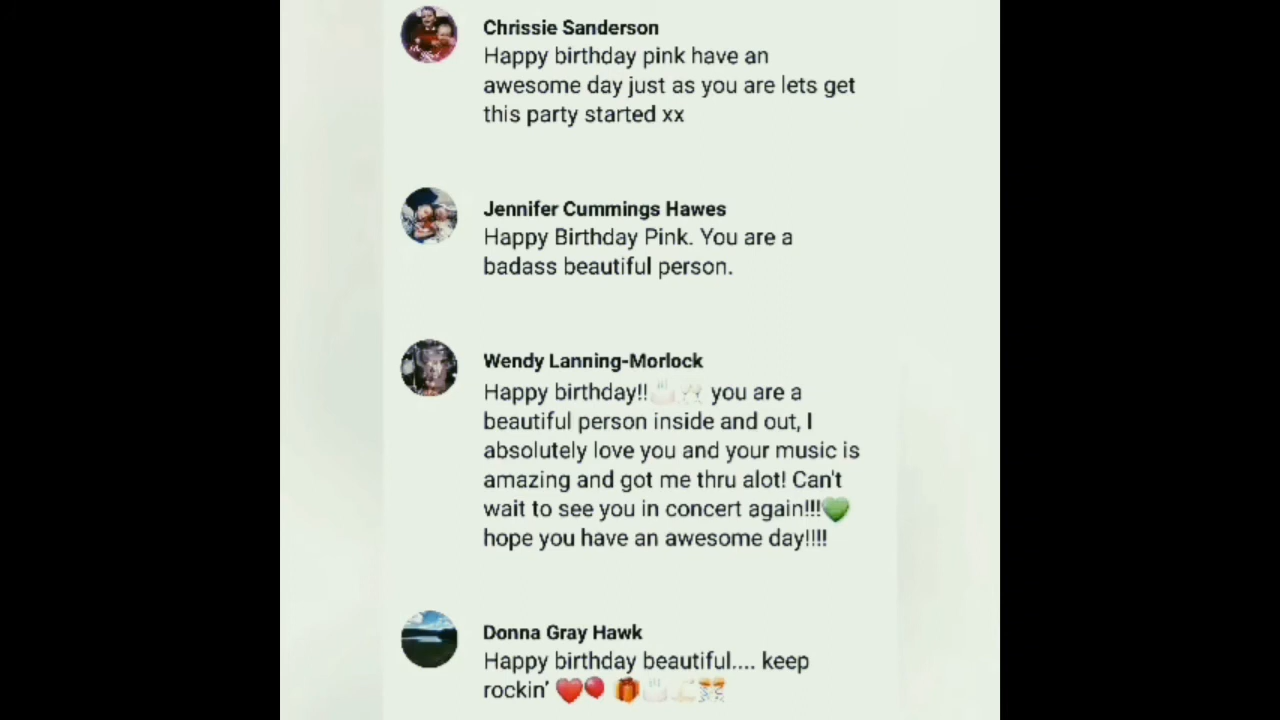 Chrissie Sanderson
Happy birthday pink have an
awesome day just as you are lets get
this party started xx
Jennifer Cummings Hawes
Happy Birthday Pink. You are a
badass beautiful person.
Wendy Lanning-Morlock
Happy birthday!!🎂🥂 you are a
beautiful person inside and out, I
absolutely love you and your music is
amazing and got me thru alot! Can't
wait to see you in concert again!!!💚
hope you have an awesome day!!!!
Donna Gray Hawk
Happy birthday beautiful.... keep
rockin’ ❤️🎈 🎁🎂💪🏻🎊